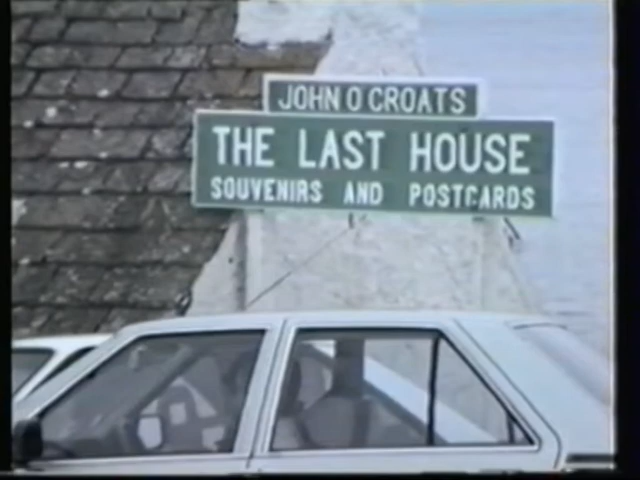 JOHN O CROATS
THE LAST HOUSE
SOUVENIRS AND POSTCARDS